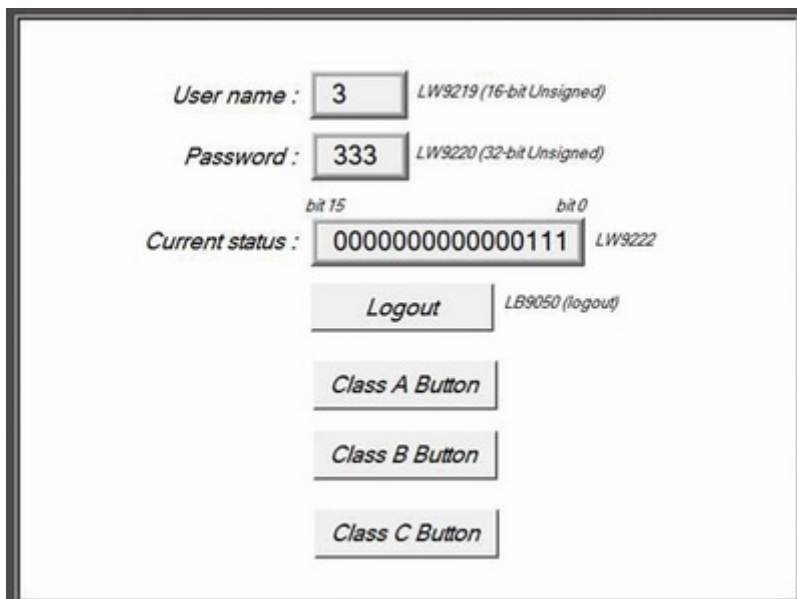 User name : 3 LW9219 (16-bit Unsigned)
Password : 333 LW9220 (32-bit Unsigned)
bit 15 bit 0
Current status : 0000000000000111 LW9222
Logout LB9050 (logout)
Class A Button
Class B Button
Class C Button